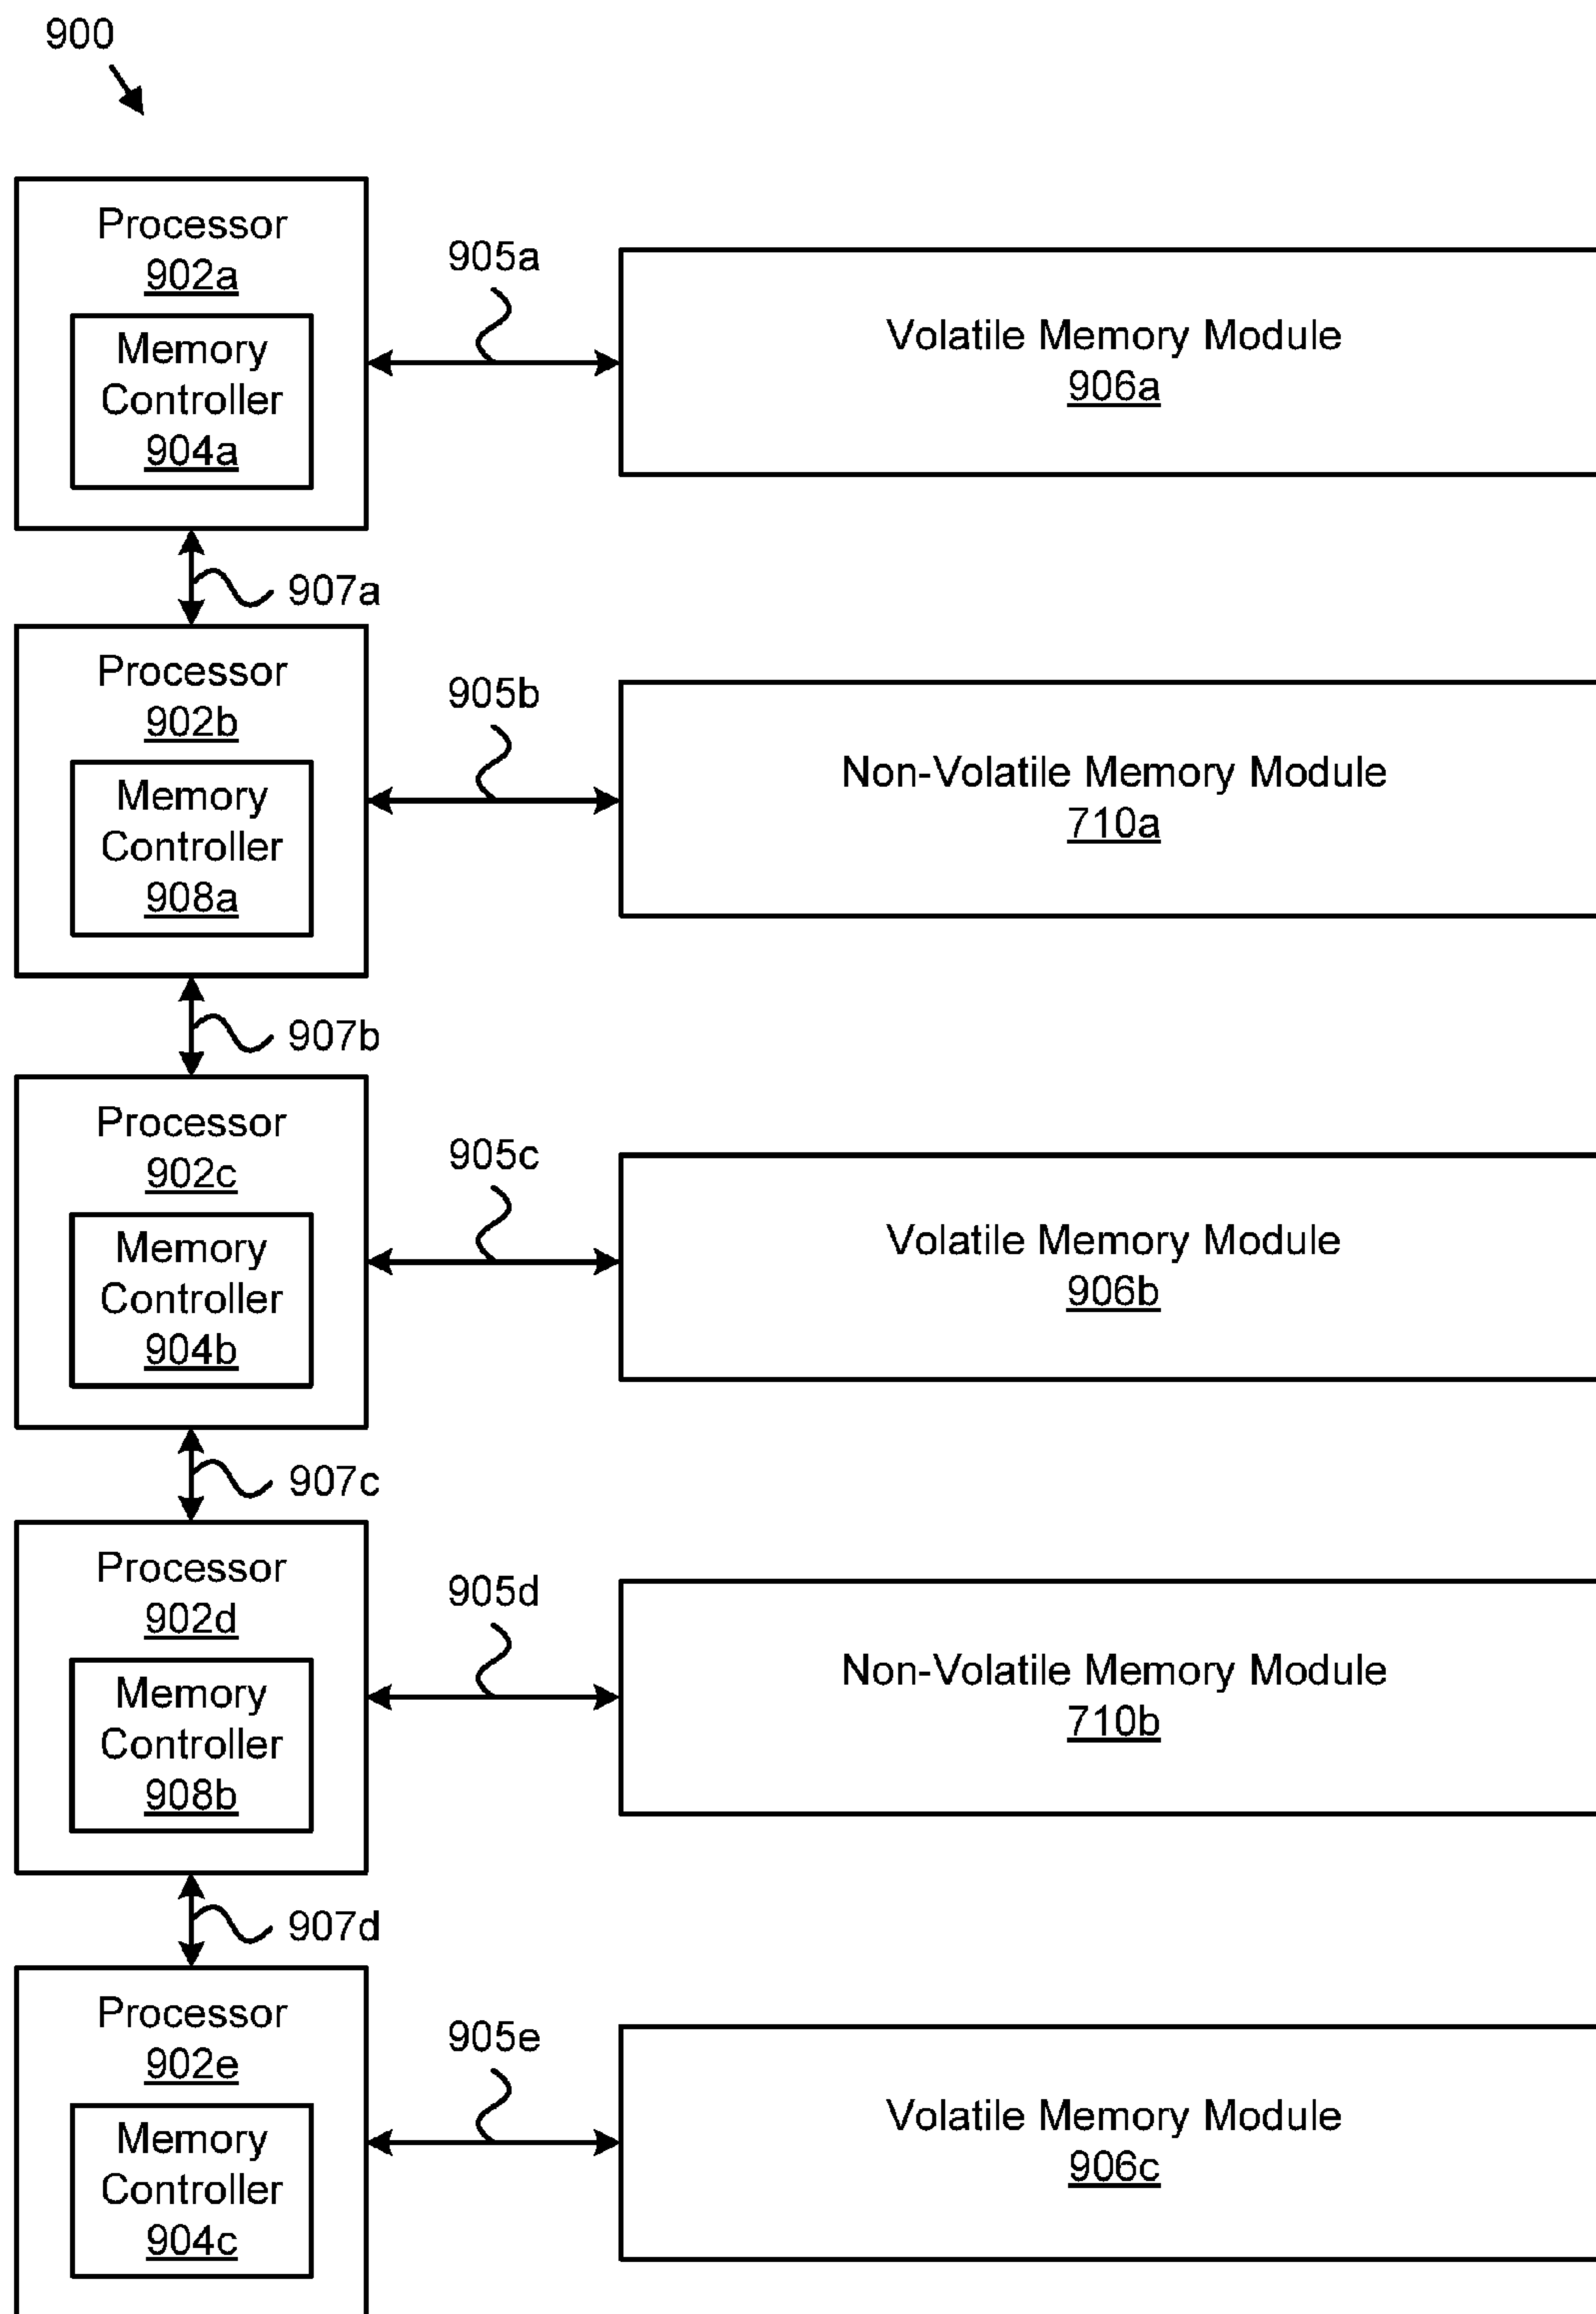 900
Processor
902a
Memory
Controller
904a
905a
Volatile Memory Module
906a
907a
Processor
902b
Memory
Controller
908a
905b
Non-Volatile Memory Module
710a
907b
Processor
902c
Memory
Controller
904b
905c
Volatile Memory Module
906b
907c
Processor
902d
Memory
Controller
908b
905d
Non-Volatile Memory Module
710b
907d
Processor
902e
Memory
Controller
904c
905e
Volatile Memory Module
906c